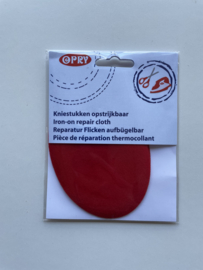 OPRY
Kniestukken opstrijkbaar
Iron-on repair cloth
Reparatur Flicken aufbügelbar
Pièce de réparation thermocollant